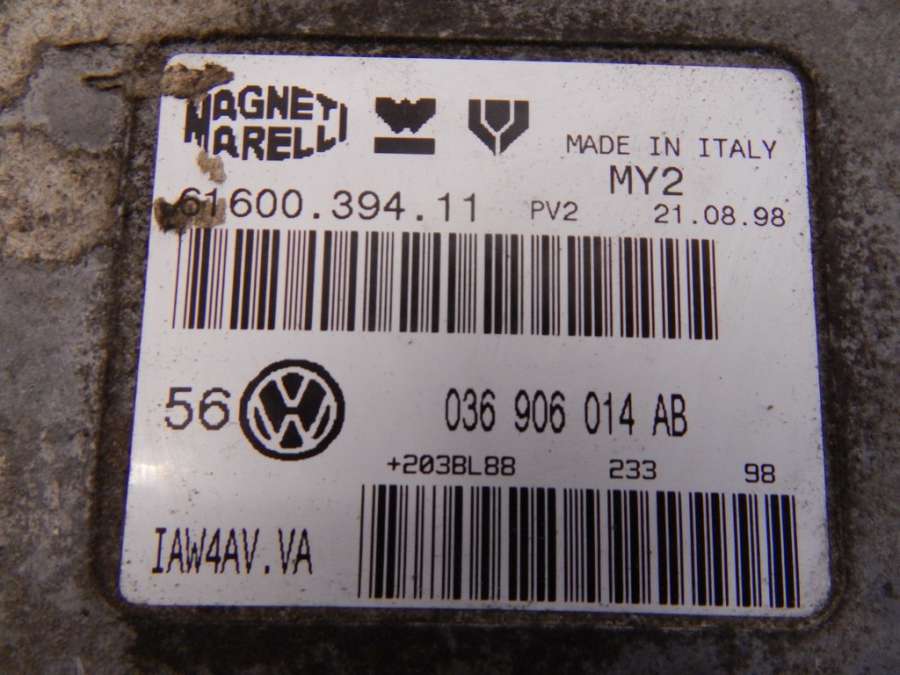 MAGNETI
MARELLI
MADE IN ITALY
MY2
61600.394.11 PV2 21.08.98
56 036 906 014 AB
+203BL88 233 98
IAW4AV.VA